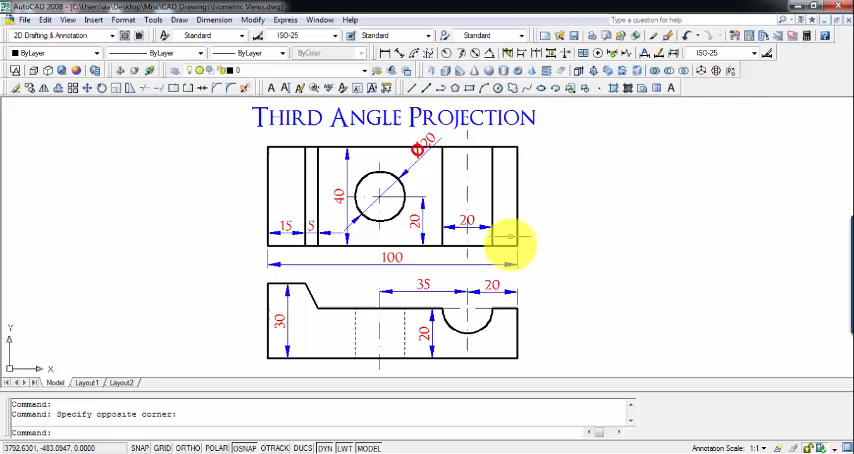 AutoCAD 2008 - [C:\Users\aa\Desktop\Misc\CAD Drawings\Isometric Views.dwg]
File Edit View Insert Format Tools Draw Dimension Modify Express Window Help
Type a question for help
2D Drafting & Annotation Standard ISO-25 Standard Standard
ByLayer ByLayer ByLayer ByColor ISO-25
0
THIRD ANGLE PROJECTION
Ø20
40
15 5 20 20
100
35 20
30 20
Y
X
Model Layout1 Layout2
Command:
Command: Specify opposite corner:
Command:
3792.6301, -483.0947, 0.0000 SNAP GRID ORTHO POLAR OSNAP OTRACK DUCS DYN LWT MODEL Annotation Scale: 1:1